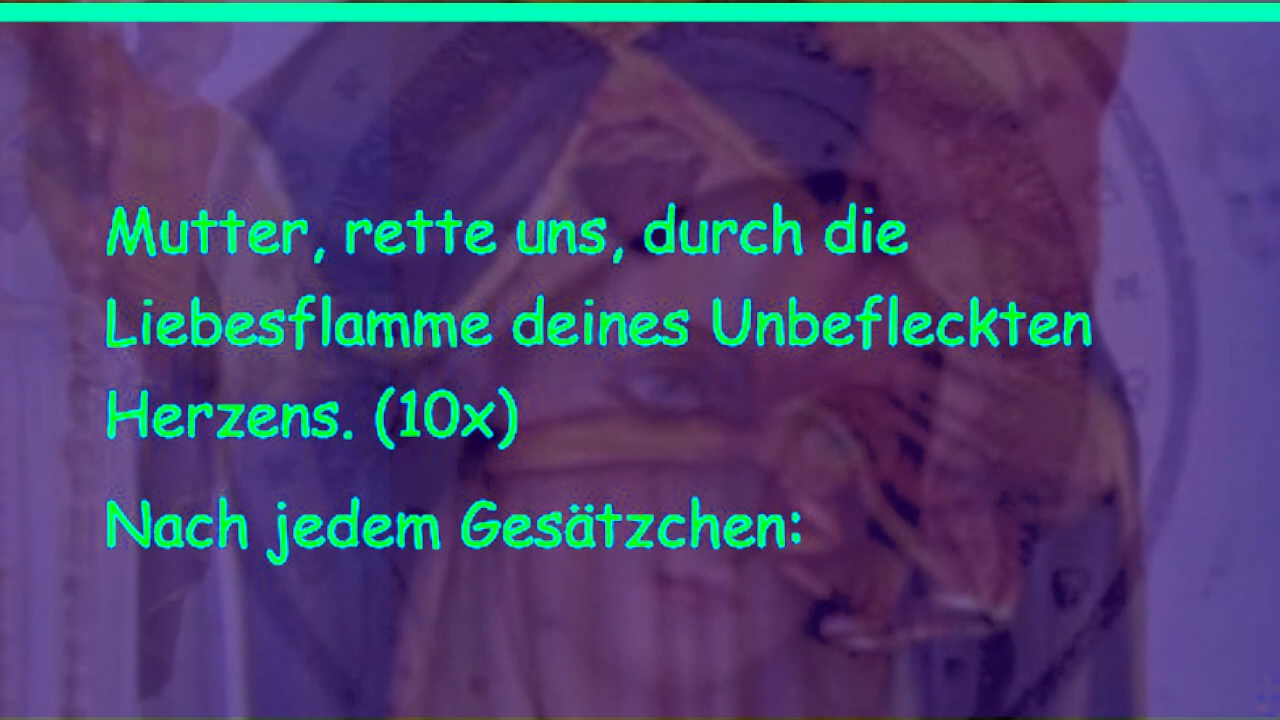 Mutter, rette uns, durch die
Liebesflamme deines Unbefleckten
Herzens. (10x)
Nach jedem Gesätzchen: